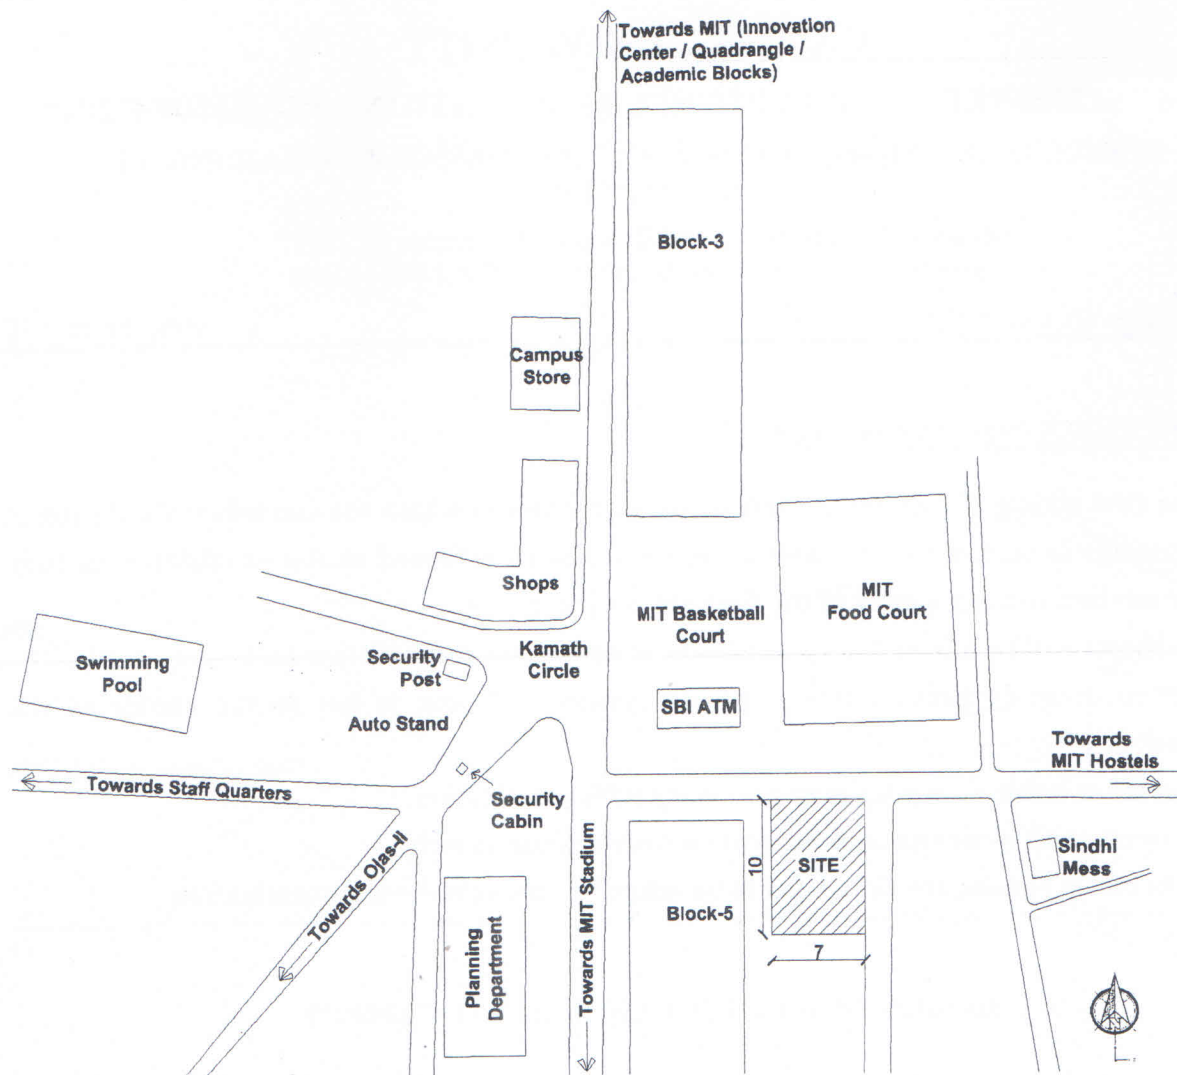 Towards MIT (Innovation
Center / Quadrangle /
Academic Blocks)
Block-3
Campus
Store
Shops
MIT Basketball
Court
MIT
Food Court
Kamath
Circle
Swimming
Pool
Security
Post
SBI ATM
Auto Stand
Towards
MIT Hostels
Towards Staff Quarters
Security
Cabin
Towards Ojas-II
Towards MIT Stadium
10
SITE
Sindhi
Mess
Block-5
7
Planning
Department